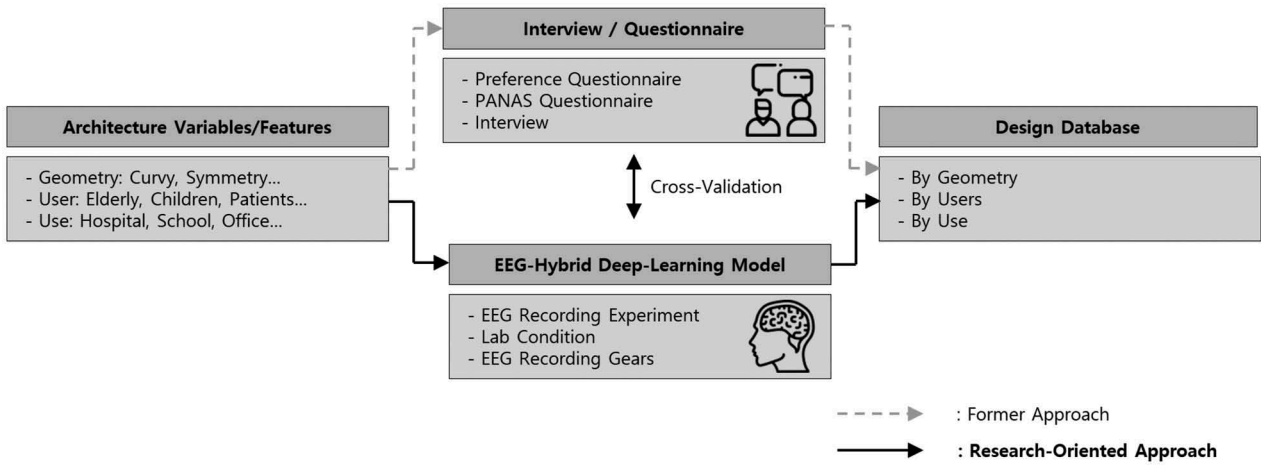 Interview / Questionnaire
- Preference Questionnaire
- PANAS Questionnaire
- Interview
Architecture Variables/Features
- Geometry: Curvy, Symmetry...
- User: Elderly, Children, Patients...
- Use: Hospital, School, Office...
Cross-Validation
Design Database
- By Geometry
- By Users
- By Use
EEG-Hybrid Deep-Learning Model
- EEG Recording Experiment
- Lab Condition
- EEG Recording Gears
: Former Approach
: Research-Oriented Approach